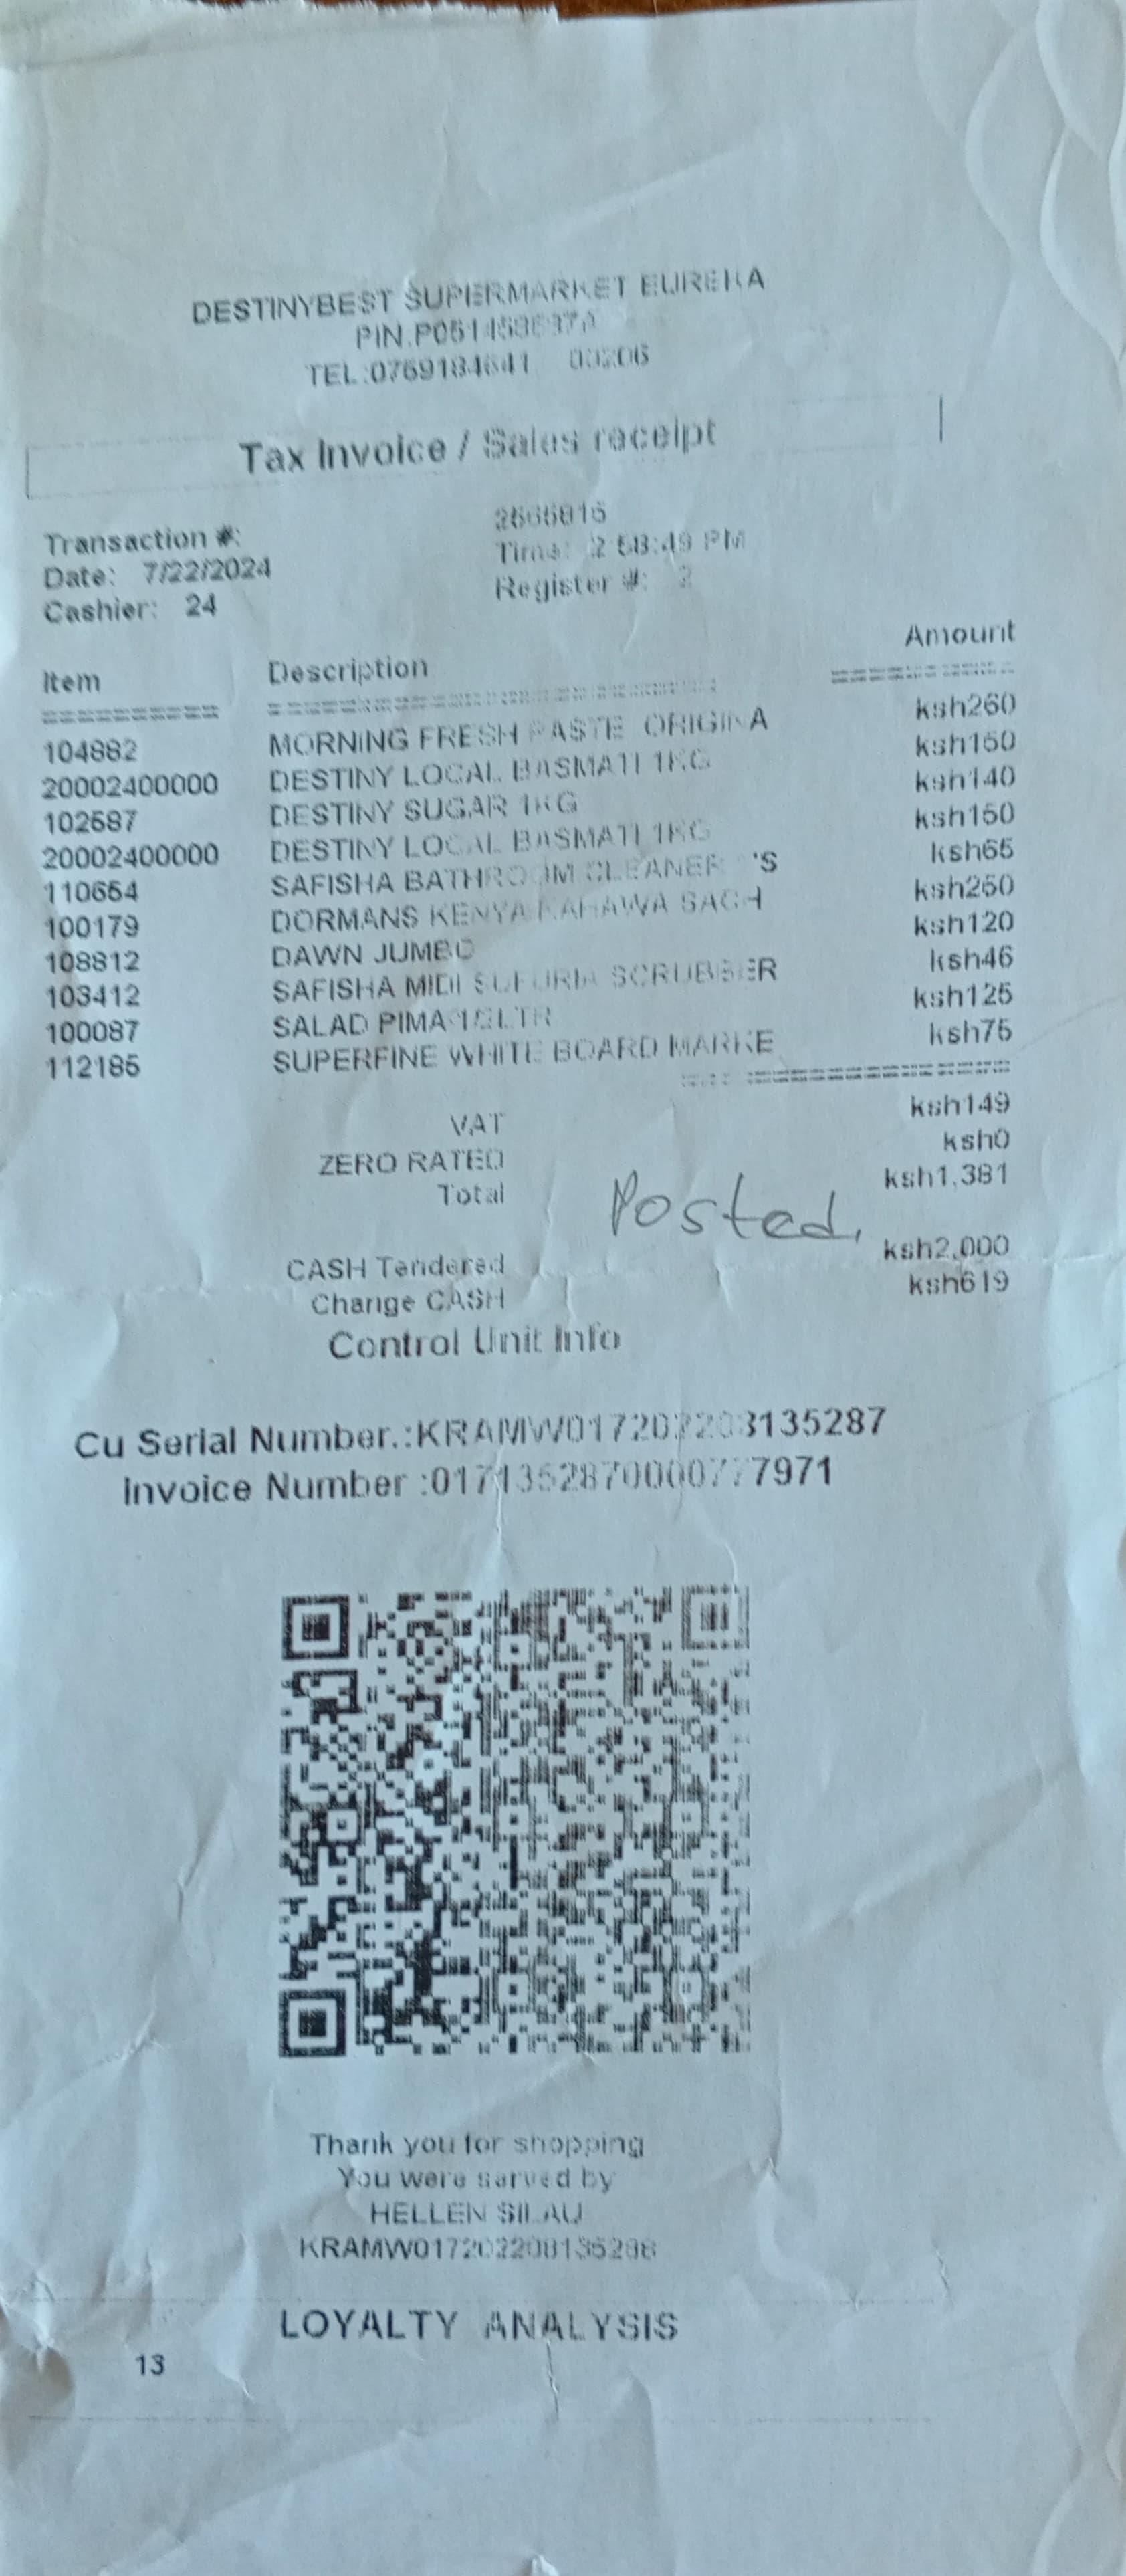 DESTINYBEST SUPERMARKET EUREKA
TEL:0769184641
Tax Invoice / Sales receipt
Transaction #:
Date: 7/22/2024 Time: 2:58:49 PM
Cashier: 24 Register #: 2
Item Description Amount
104882 MORNING FRESH PASTE ORIGINA ksh260
20002400000 DESTINY LOCAL BASMATI 1KG ksh150
102587 DESTINY SUGAR 1KG ksh140
20002400000 DESTINY LOCAL BASMATI 1KG ksh150
110654 SAFISHA BATHROOM CLEANER 'S ksh65
100179 DORMANS KENYA KAHAWA SACH ksh250
108812 DAWN JUMBO ksh120
103412 SAFISHA MIDI SUFURIA SCRUBBER ksh46
100087 SALAD PIMA ksh125
112185 SUPERFINE WHITE BOARD MARKE ksh75
VAT ksh149
ZERO RATED ksh0
Total ksh1,381
Posted.
CASH Tendered ksh2,000
Change CASH ksh619
Control Unit Info
Cu Serial Number.:
Invoice Number :0171352870000777971
Thank you for shopping
You were served by
HELLEN SILAU
LOYALTY ANALYSIS
13